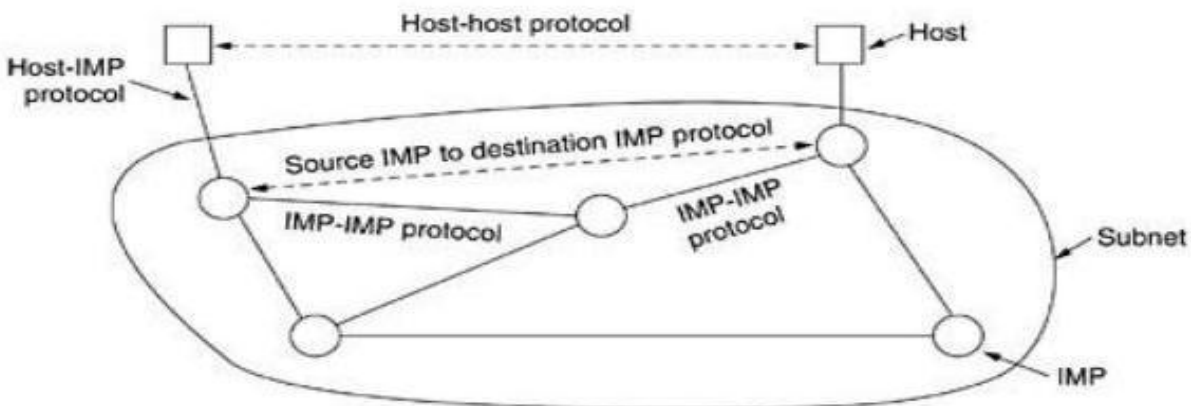 Host-host protocol
Host
Host-IMP
protocol
Source IMP to destination IMP protocol
IMP-IMP protocol
IMP-IMP
protocol
Subnet
IMP